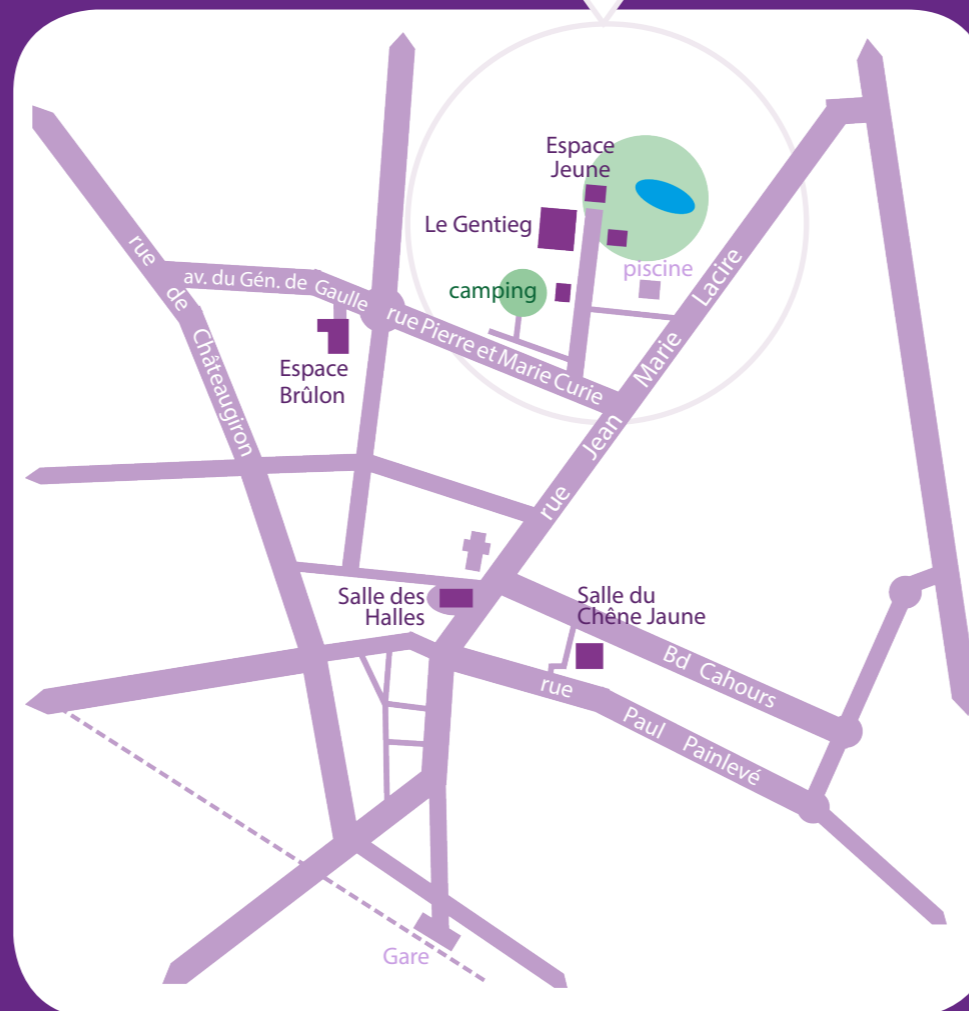 Espace
Jeune
Le Gentieg
piscine
camping
rue de Châteaugiron
av. du Gén. de Gaulle
rue Pierre et Marie Curie
rue Jean Marie Lacire
Espace
Brûlon
Salle des
Halles
Salle du
Chêne Jaune
Bd Cahours
rue Paul Painlevé
Gare